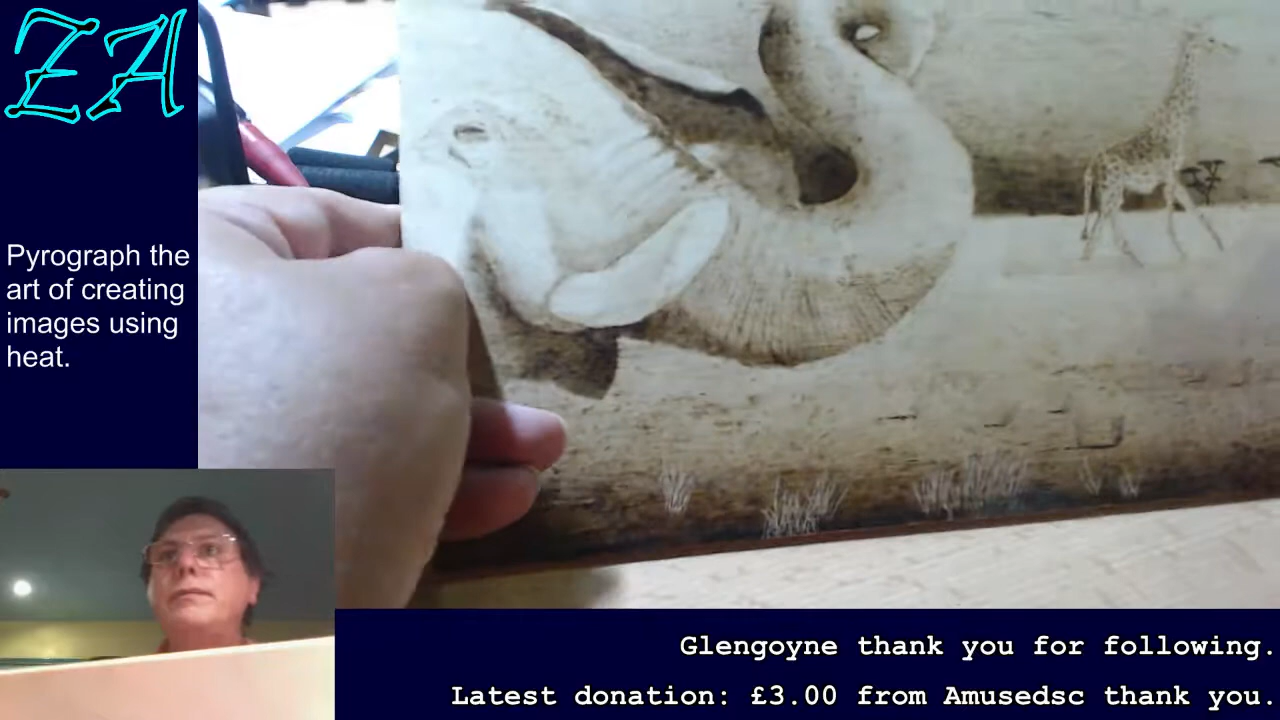 ZA
Pyrograph the
art of creating
images using
heat.
Glengoyne thank you for following.
Latest donation: £3.00 from Amusedsc thank you.